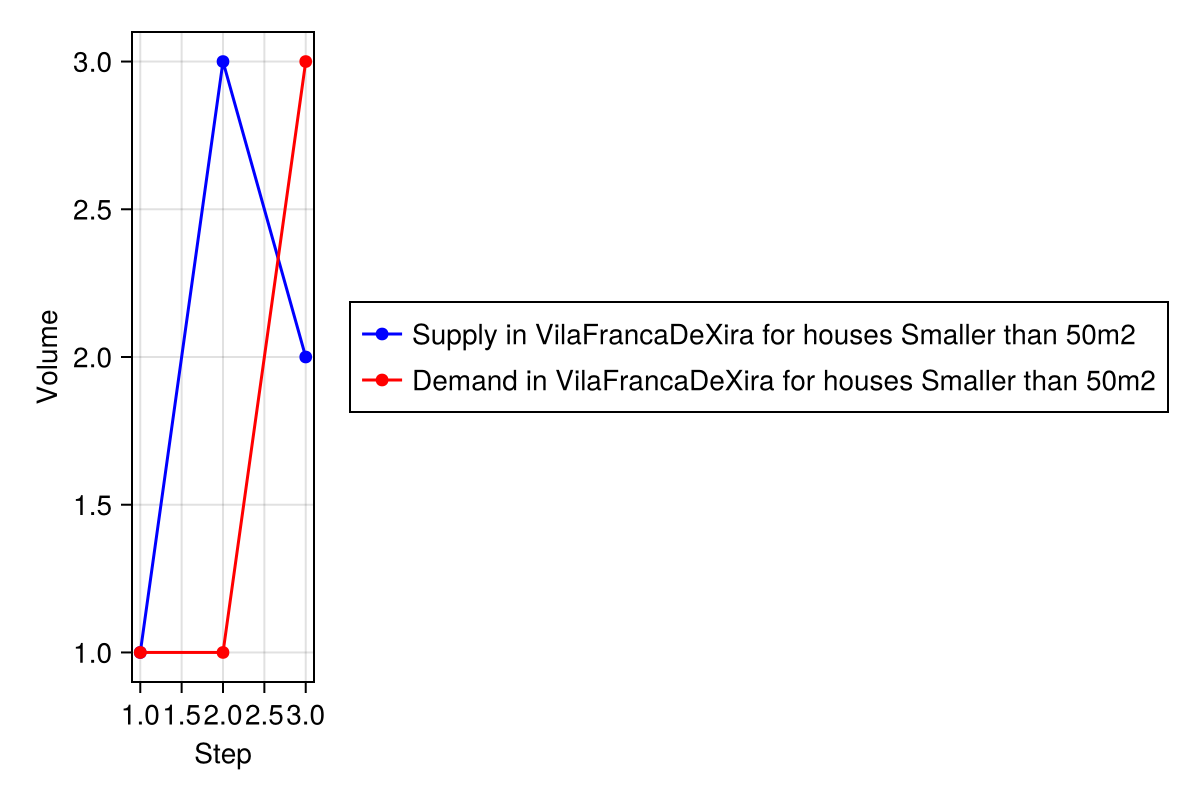 3.0
2.5
2.0
1.5
1.0
Volume
1.0 1.5 2.0 2.5 3.0
Step
Supply in VilaFrancaDeXira for houses Smaller than 50m2
Demand in VilaFrancaDeXira for houses Smaller than 50m2